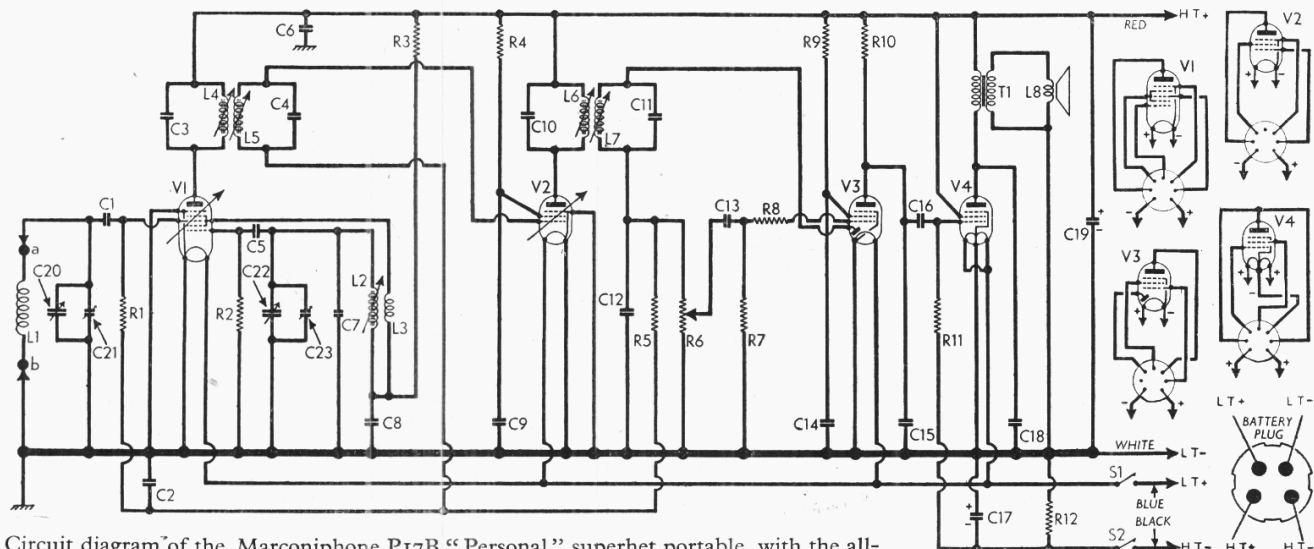 HT+
RED
V2
V1
C6
R3
R4
R9
R10
L4
C4
C3
L5
L6
C11
C10
L7
T1
L8
V1
V2
V3
V4
C1
C5
C13
R8
C16
C19
a
C20
C22
L2
V3
V4
L1
R1
R2
C7
L3
C12
R5
R6
R7
R11
b
C21
C23
C8
C9
C14
C15
C18
LT+
LT-
BATTERY
PLUG
WHITE
LT-
C2
S1
LT+
BLUE
BLACK
C17
R12
S2
HT-
HT+
Circuit diagram of the Marconiphone P17B "Personal" superhet portable, with the all-